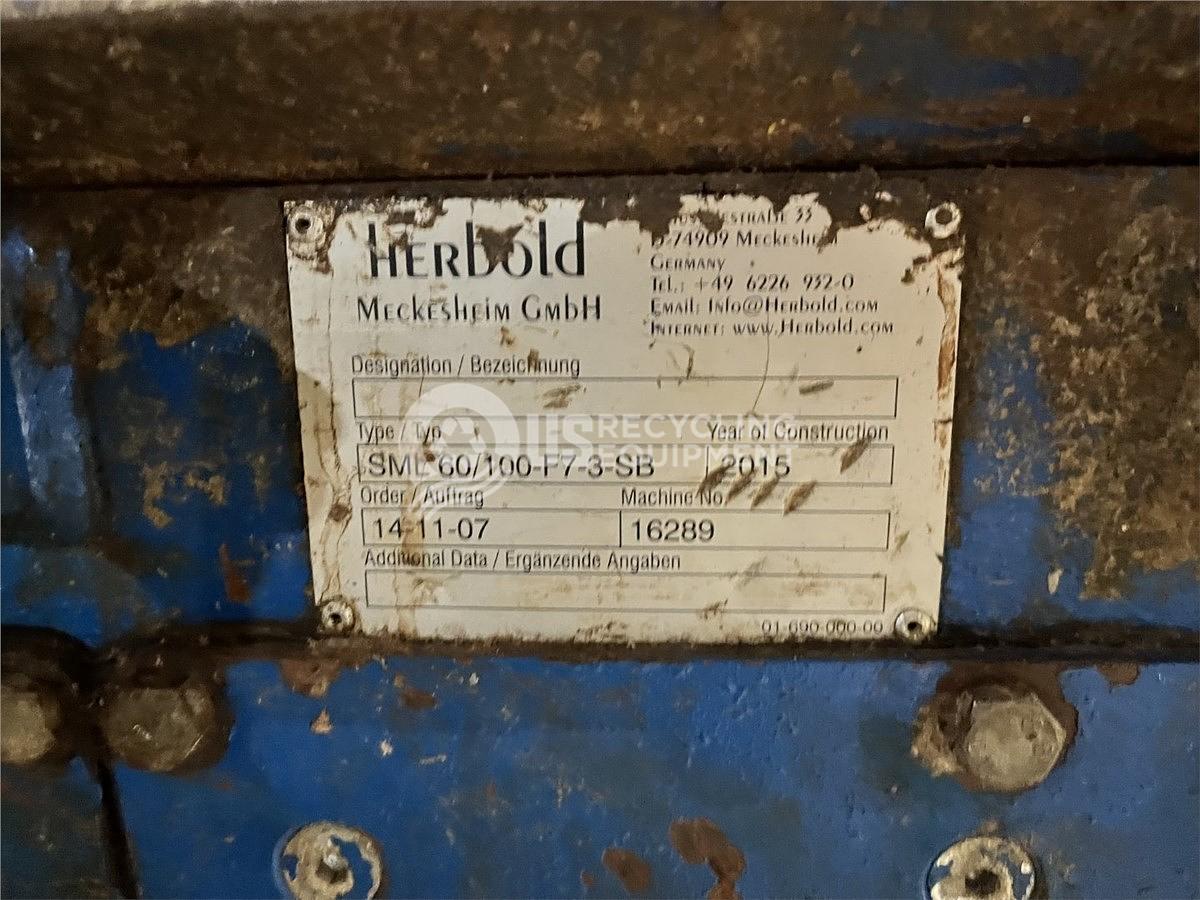 HERbold
MECKESHEIM GMBH
33
D-74909
GERMANY
TEL.: +49 6226 932-0
EMAIL: INFO@HERBOLD.COM
INTERNET: WWW.HERBOLD.COM
Designation / Bezeichnung
Type / Typ
Year of Construction
SML 60/100-F7-3-SB
2015
Order / Auftrag
Machine No.
14-11-07
16289
Additional Data / Ergänzende Angaben
01-690-000-00
RECYCLING
EQUIPMENT